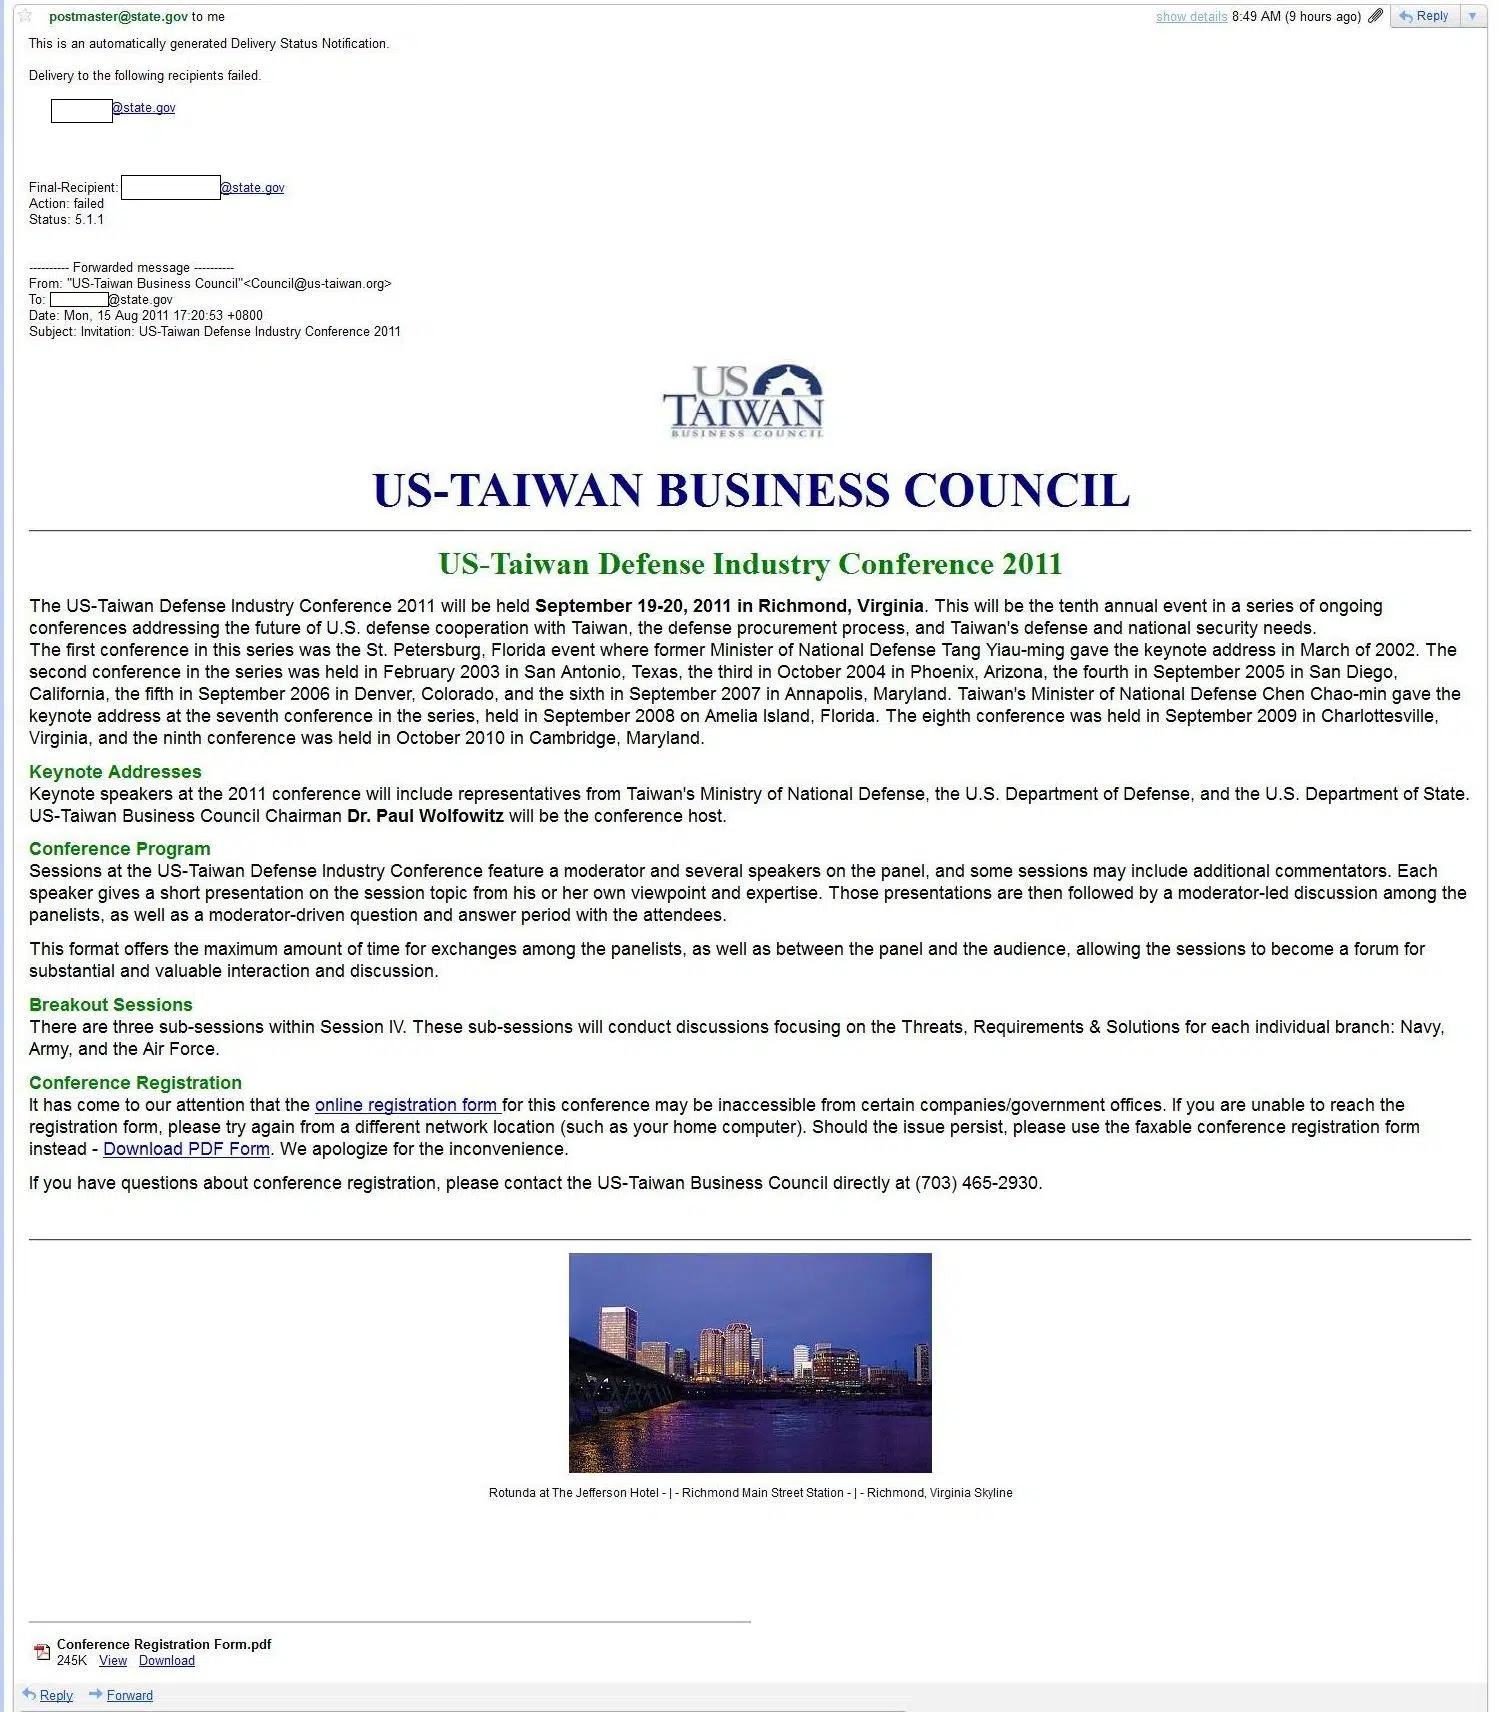 postmaster@state.gov to me
show details 8:49 AM (9 hours ago) Reply
This is an automatically generated Delivery Status Notification.
Delivery to the following recipients failed.
@state.gov
Final-Recipient: @state.gov
Action: failed
Status: 5.1.1
---------- Forwarded message ----------
From: "US-Taiwan Business Council"<Council@us-taiwan.org>
To: @state.gov
Date: Mon, 15 Aug 2011 17:20:53 +0800
Subject: Invitation: US-Taiwan Defense Industry Conference 2011
US
TAIWAN
BUSINESS COUNCIL
US-TAIWAN BUSINESS COUNCIL
US-Taiwan Defense Industry Conference 2011
The US-Taiwan Defense Industry Conference 2011 will be held September 19-20, 2011 in Richmond, Virginia. This will be the tenth annual event in a series of ongoing
conferences addressing the future of U.S. defense cooperation with Taiwan, the defense procurement process, and Taiwan's defense and national security needs.
The first conference in this series was the St. Petersburg, Florida event where former Minister of National Defense Tang Yiau-ming gave the keynote address in March of 2002. The
second conference in the series was held in February 2003 in San Antonio, Texas, the third in October 2004 in Phoenix, Arizona, the fourth in September 2005 in San Diego,
California, the fifth in September 2006 in Denver, Colorado, and the sixth in September 2007 in Annapolis, Maryland. Taiwan's Minister of National Defense Chen Chao-min gave the
keynote address at the seventh conference in the series, held in September 2008 on Amelia Island, Florida. The eighth conference was held in September 2009 in Charlottesville,
Virginia, and the ninth conference was held in October 2010 in Cambridge, Maryland.
Keynote Addresses
Keynote speakers at the 2011 conference will include representatives from Taiwan's Ministry of National Defense, the U.S. Department of Defense, and the U.S. Department of State.
US-Taiwan Business Council Chairman Dr. Paul Wolfowitz will be the conference host.
Conference Program
Sessions at the US-Taiwan Defense Industry Conference feature a moderator and several speakers on the panel, and some sessions may include additional commentators. Each
speaker gives a short presentation on the session topic from his or her own viewpoint and expertise. Those presentations are then followed by a moderator-led discussion among the
panelists, as well as a moderator-driven question and answer period with the attendees.
This format offers the maximum amount of time for exchanges among the panelists, as well as between the panel and the audience, allowing the sessions to become a forum for
substantial and valuable interaction and discussion.
Breakout Sessions
There are three sub-sessions within Session IV. These sub-sessions will conduct discussions focusing on the Threats, Requirements & Solutions for each individual branch: Navy,
Army, and the Air Force.
Conference Registration
It has come to our attention that the online registration form for this conference may be inaccessible from certain companies/government offices. If you are unable to reach the
registration form, please try again from a different network location (such as your home computer). Should the issue persist, please use the faxable conference registration form
instead - Download PDF Form. We apologize for the inconvenience.
If you have questions about conference registration, please contact the US-Taiwan Business Council directly at (703) 465-2930.
Rotunda at The Jefferson Hotel - | - Richmond Main Street Station - | - Richmond, Virginia Skyline
Conference Registration Form.pdf
245K View Download
Reply Forward